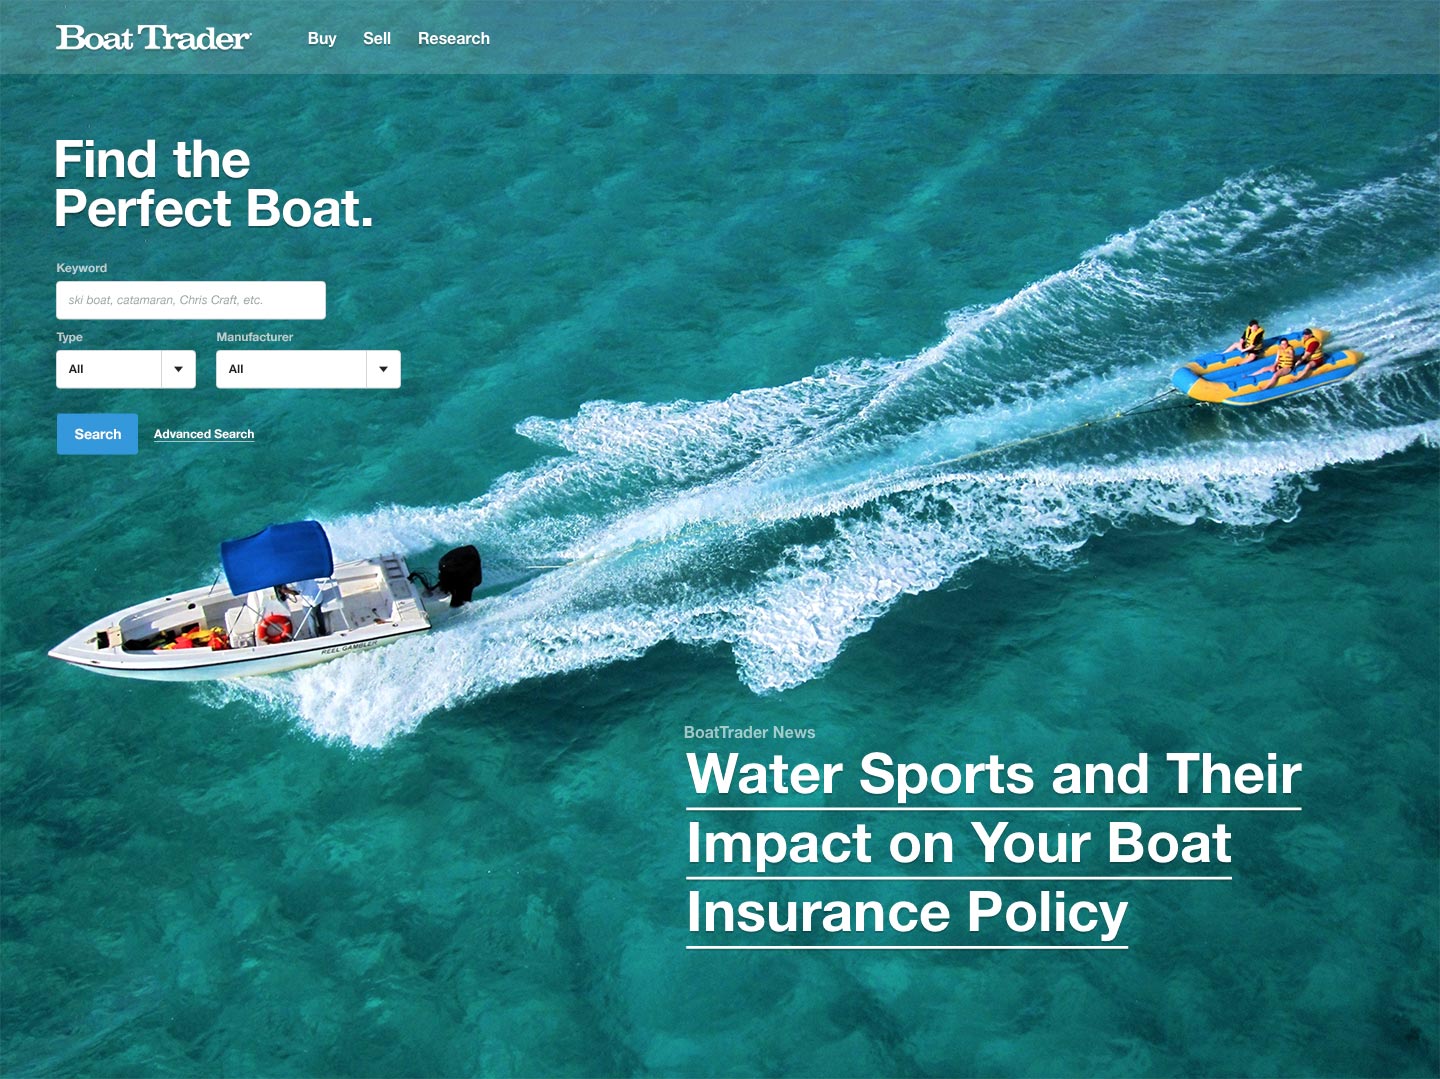 Boat Trader
Buy Sell Research
Find the
Perfect Boat.
Keyword
ski boat, catamaran, Chris Craft, etc.
Type Manufacturer
All All
Search Advanced Search
REEL GAMBLER
BoatTrader News
Water Sports and Their
Impact on Your Boat
Insurance Policy